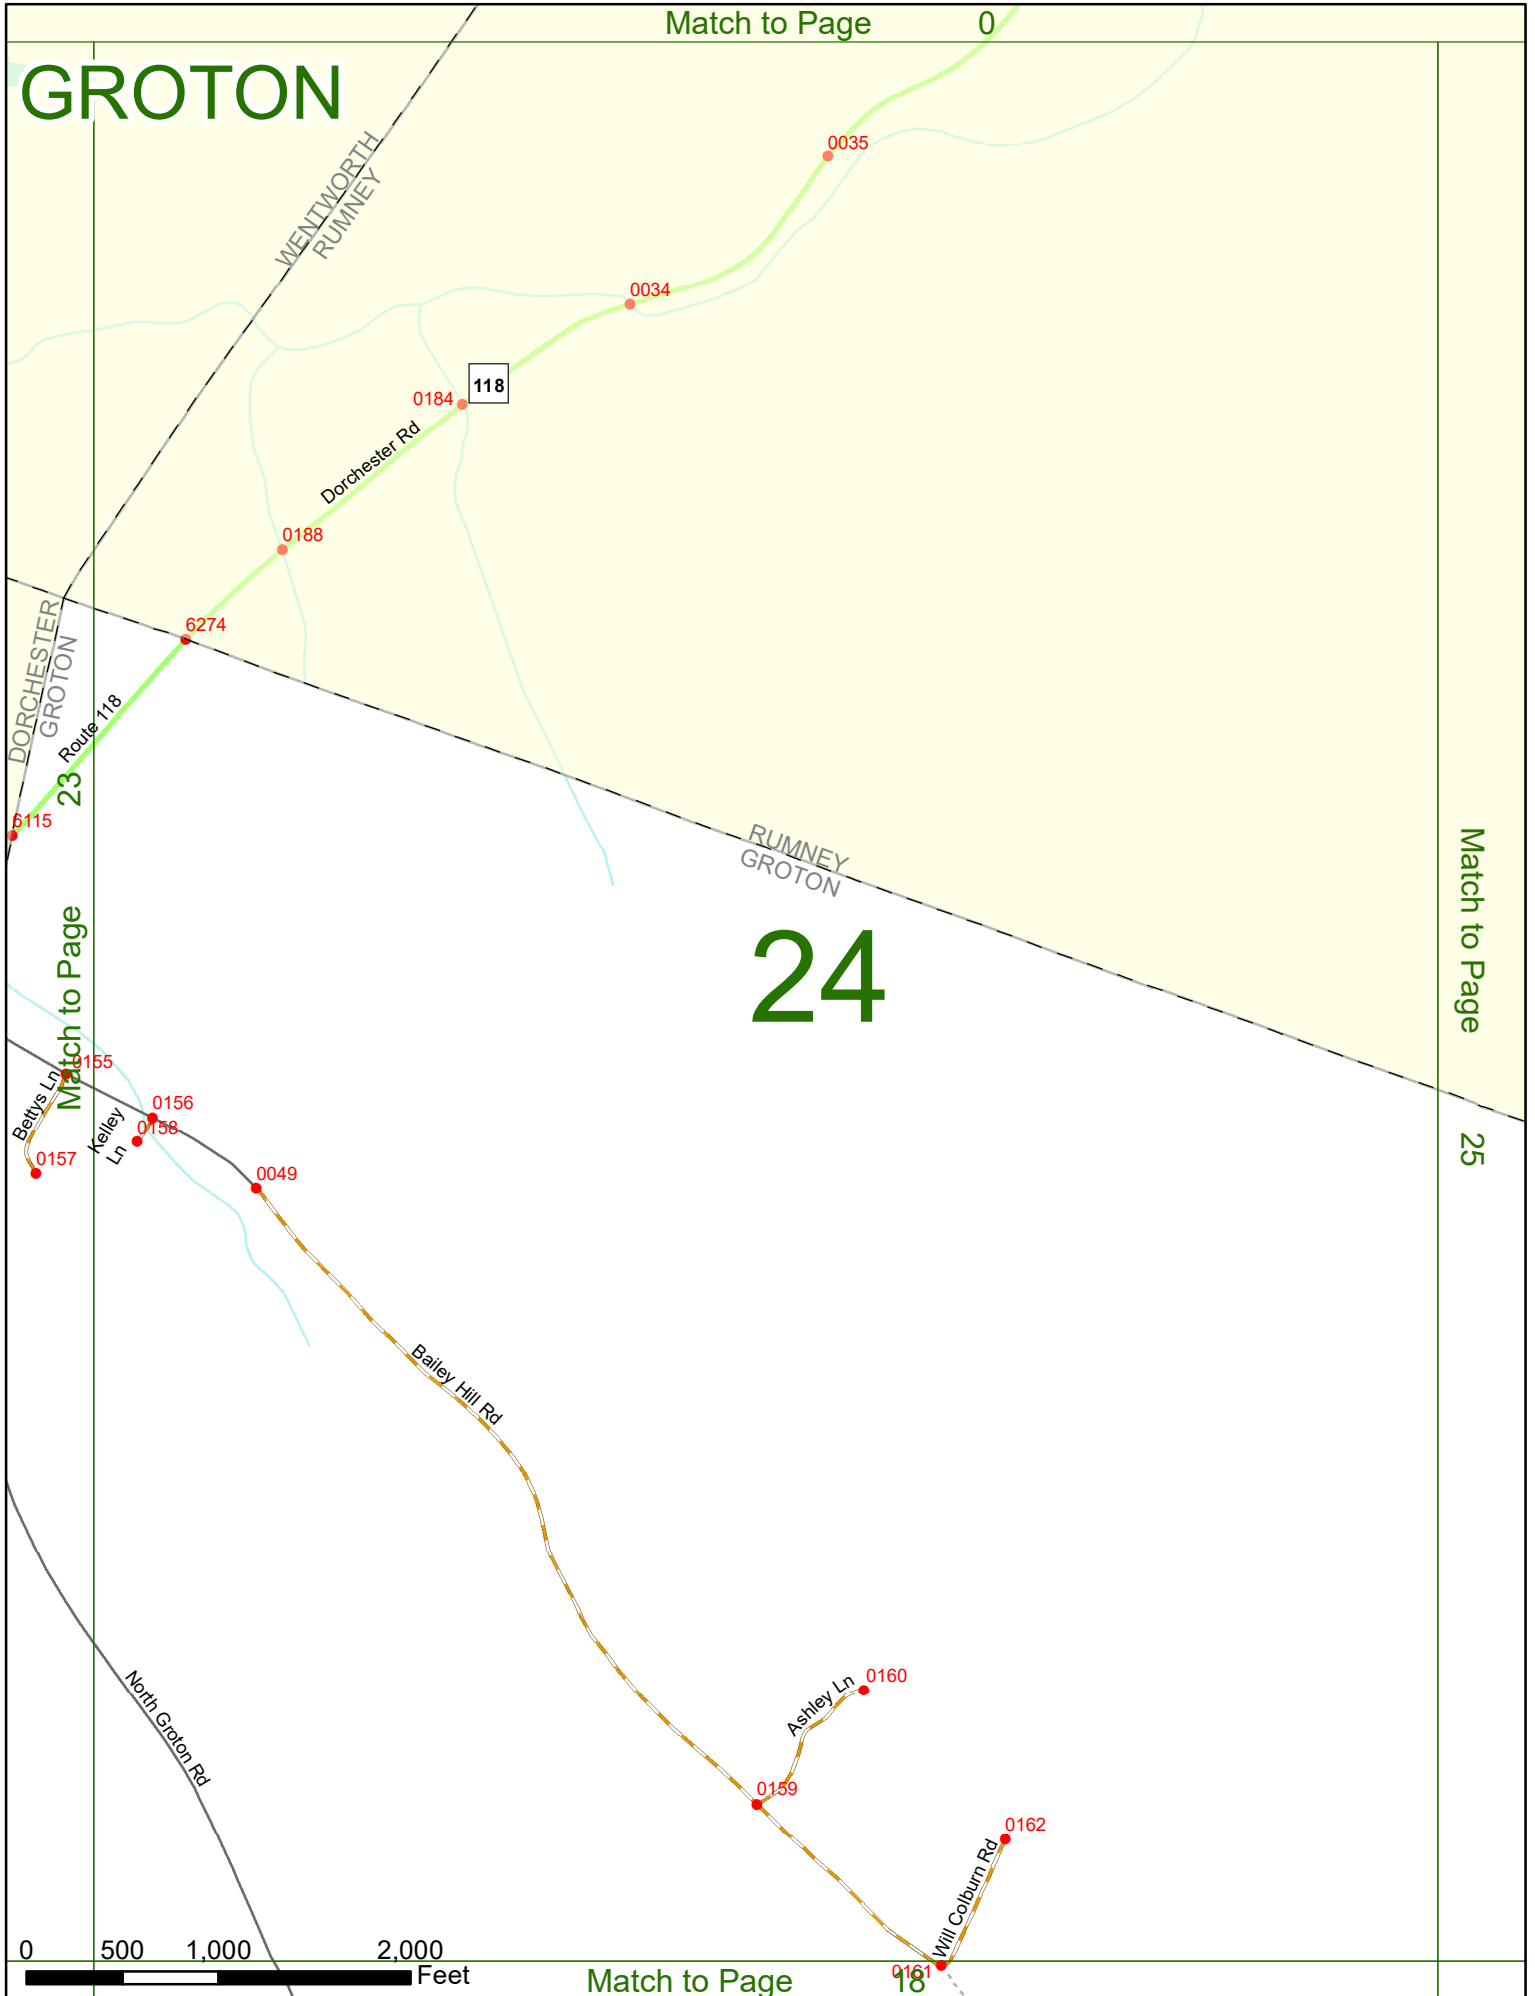 Match to Page 0
GROTON
WENTWORTH
RUMNEY
0035
0034
118
0184
Dorchester Rd
0188
6274
DORCHESTER
GROTON
Route 118
6115
Match to Page 23
RUMNEY
GROTON
24
Match to Page 25
0155
Bettys Ln
0156
Kelley
Ln
0158
0157
0049
Bailey Hill Rd
North Groton Rd
Ashley Ln
0160
0159
0162
Will Colburn Rd
0161
0 500 1,000 2,000
Feet
Match to Page 18